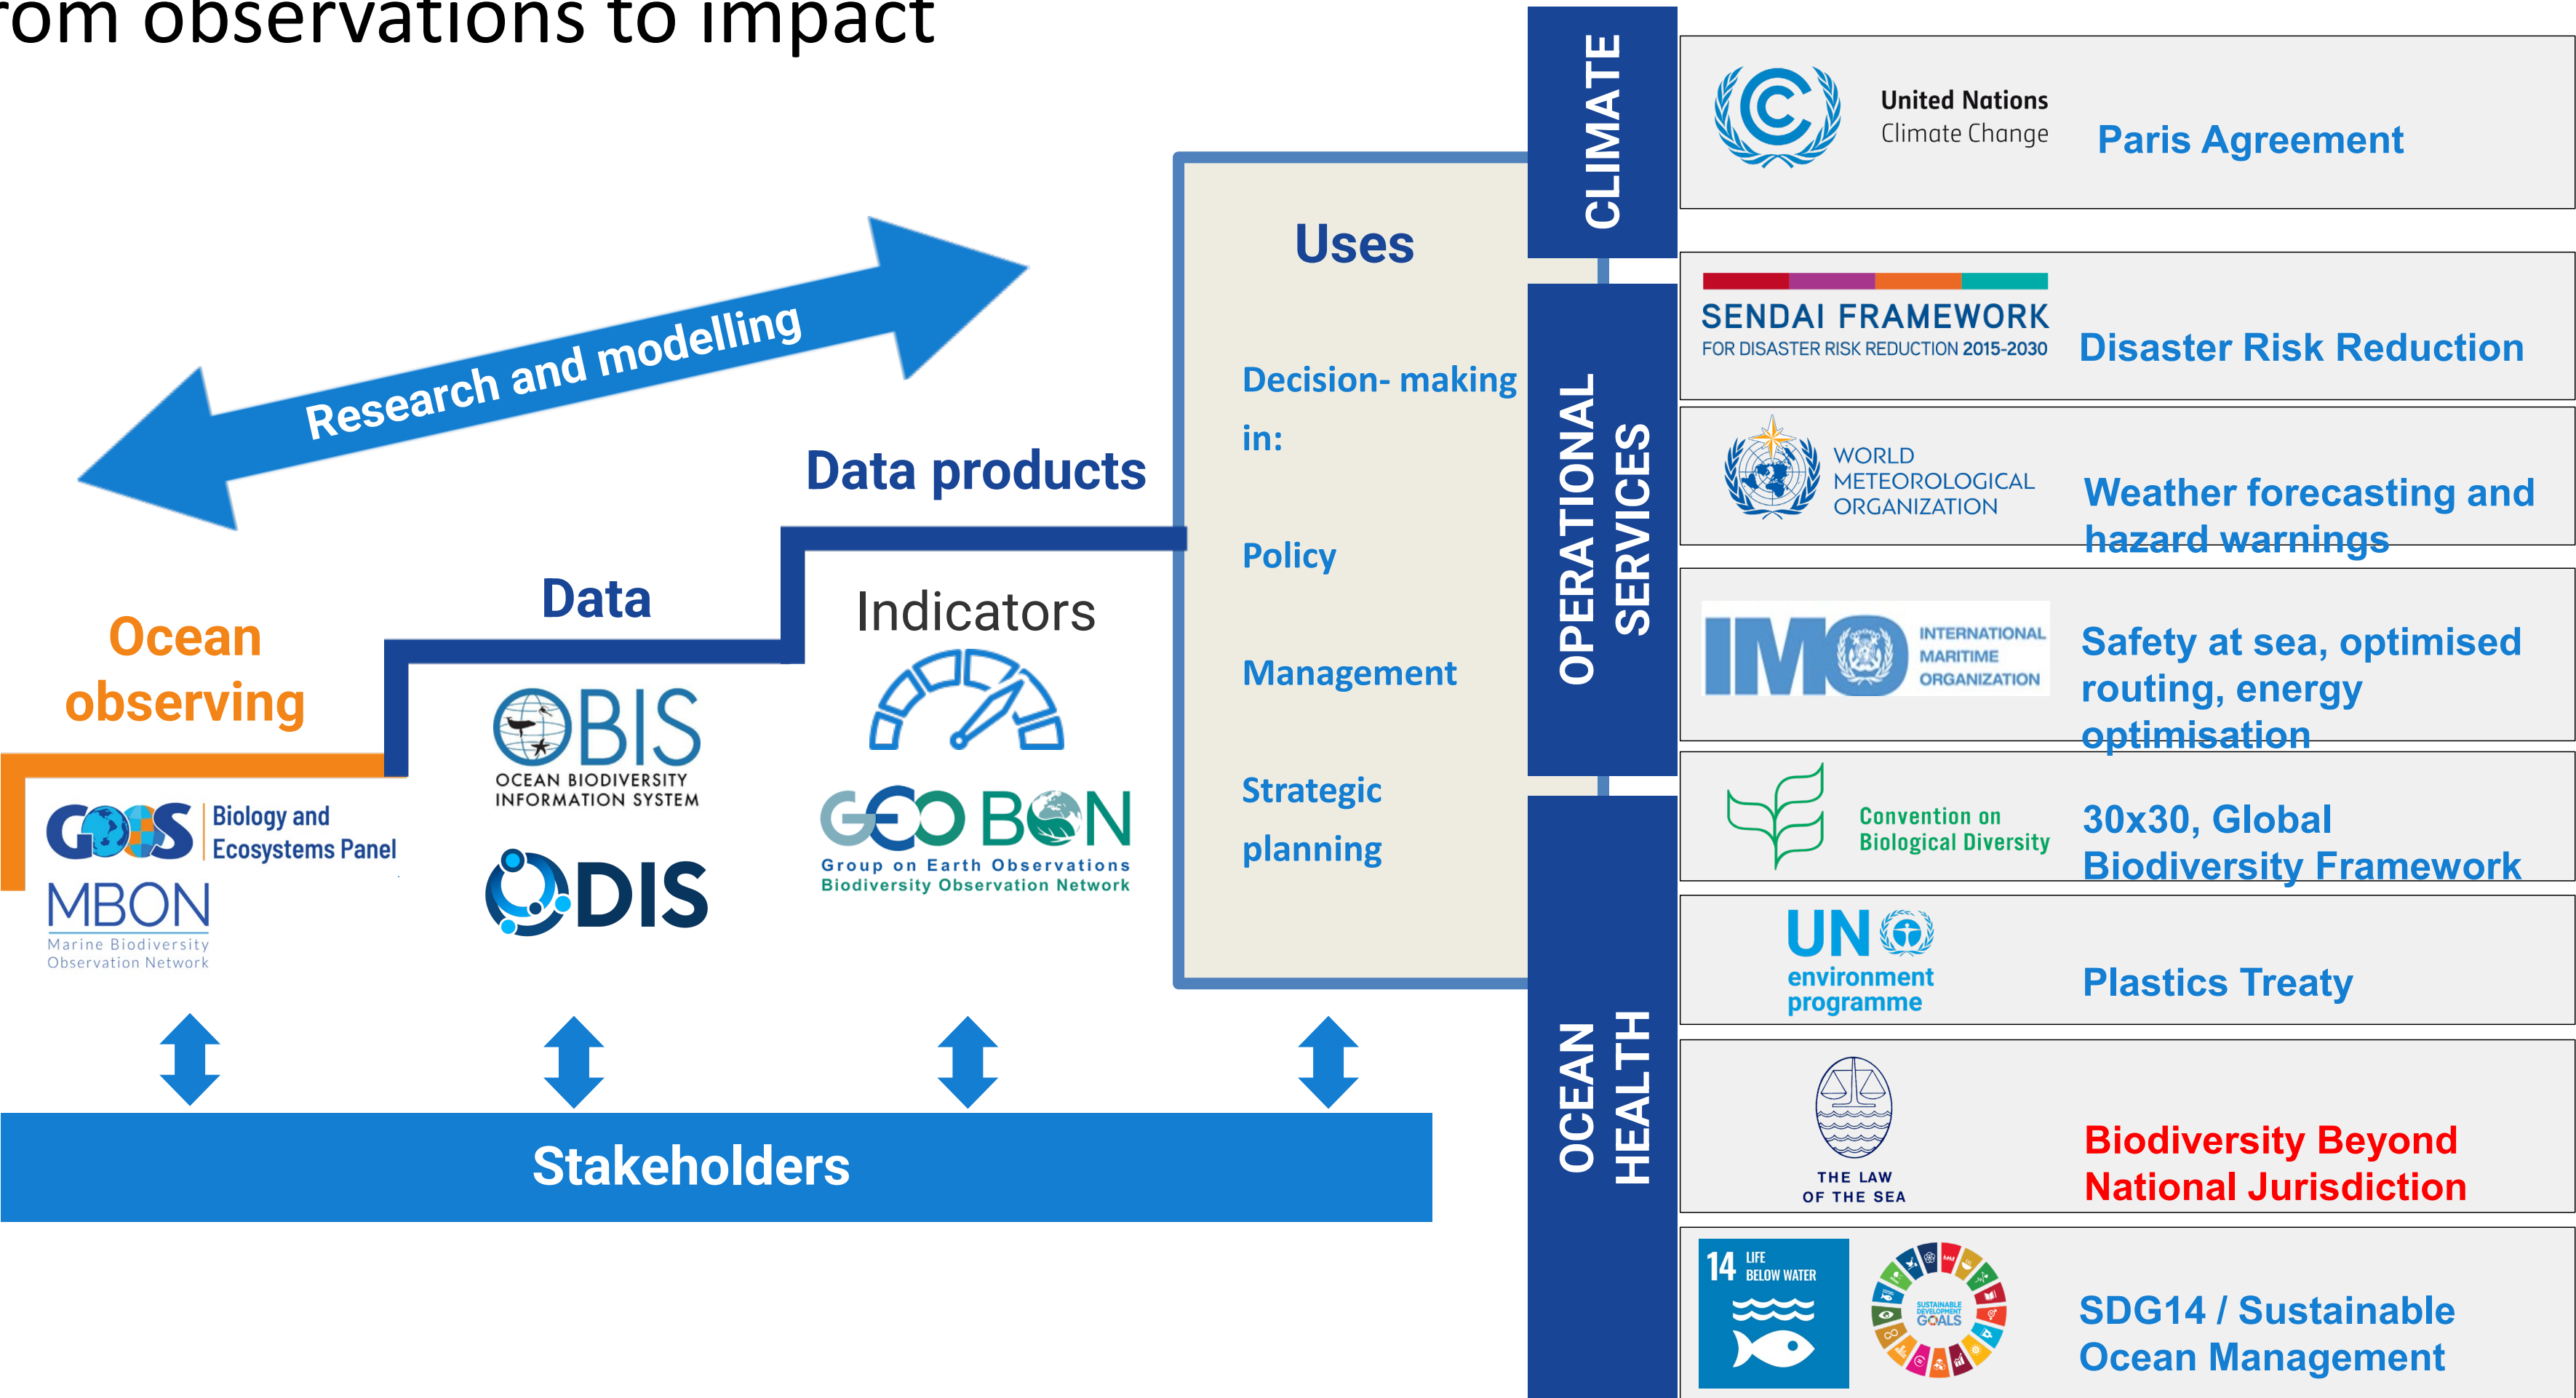 rom observations to impact
Research and modelling
Ocean
observing
GOOS
Biology and
Ecosystems Panel
MBON
Marine Biodiversity
Observation Network
Data
OBIS
OCEAN BIODIVERSITY
INFORMATION SYSTEM
ODIS
Data products
Indicators
GEO BON
Group on Earth Observations
Biodiversity Observation Network
Uses
Decision- making
in:
Policy
Management
Strategic
planning
Stakeholders
CLIMATE
OPERATIONAL
SERVICES
OCEAN
HEALTH
United Nations
Climate Change
Paris Agreement
SENDAI FRAMEWORK
FOR DISASTER RISK REDUCTION 2015-2030
Disaster Risk Reduction
WORLD
METEOROLOGICAL
ORGANIZATION
Weather forecasting and
hazard warnings
IMO
INTERNATIONAL
MARITIME
ORGANIZATION
Safety at sea, optimised
routing, energy
optimisation
Convention on
Biological Diversity
30x30, Global
Biodiversity Framework
UN
environment
programme
Plastics Treaty
THE LAW
OF THE SEA
Biodiversity Beyond
National Jurisdiction
14 LIFE
BELOW WATER
SUSTAINABLE
DEVELOPMENT
GOALS
SDG14 / Sustainable
Ocean Management